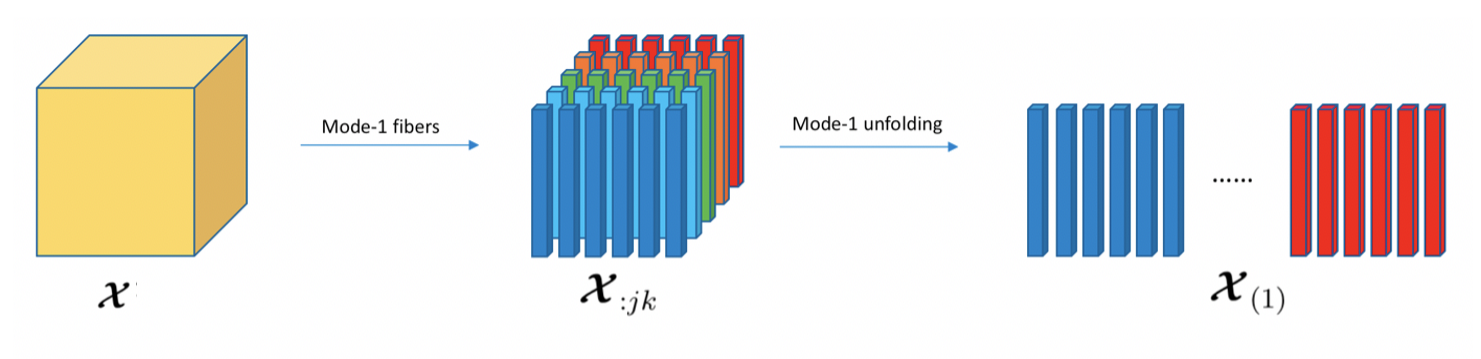 Mode-1 fibers
Mode-1 unfolding
......
𝓧
𝓧:jk
𝓧(1)